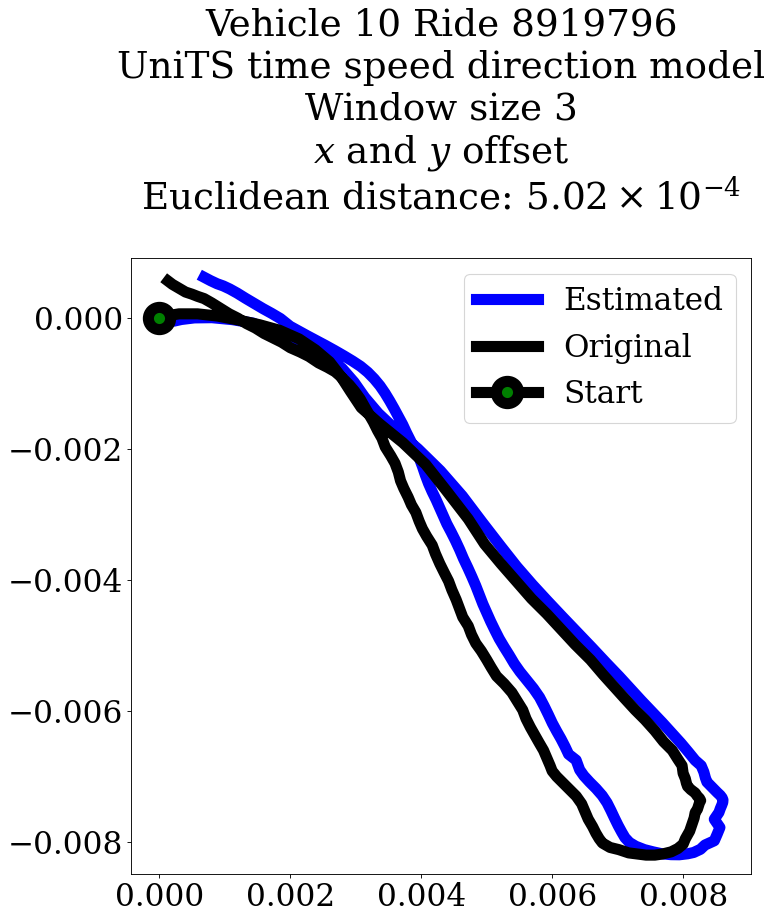 Vehicle 10 Ride 8919796
UniTS time speed direction model
Window size 3
x and y offset
Euclidean distance: 5.02 × 10⁻⁴
Estimated
Original
Start
0.000
−0.002
−0.004
−0.006
−0.008
0.000 0.002 0.004 0.006 0.008